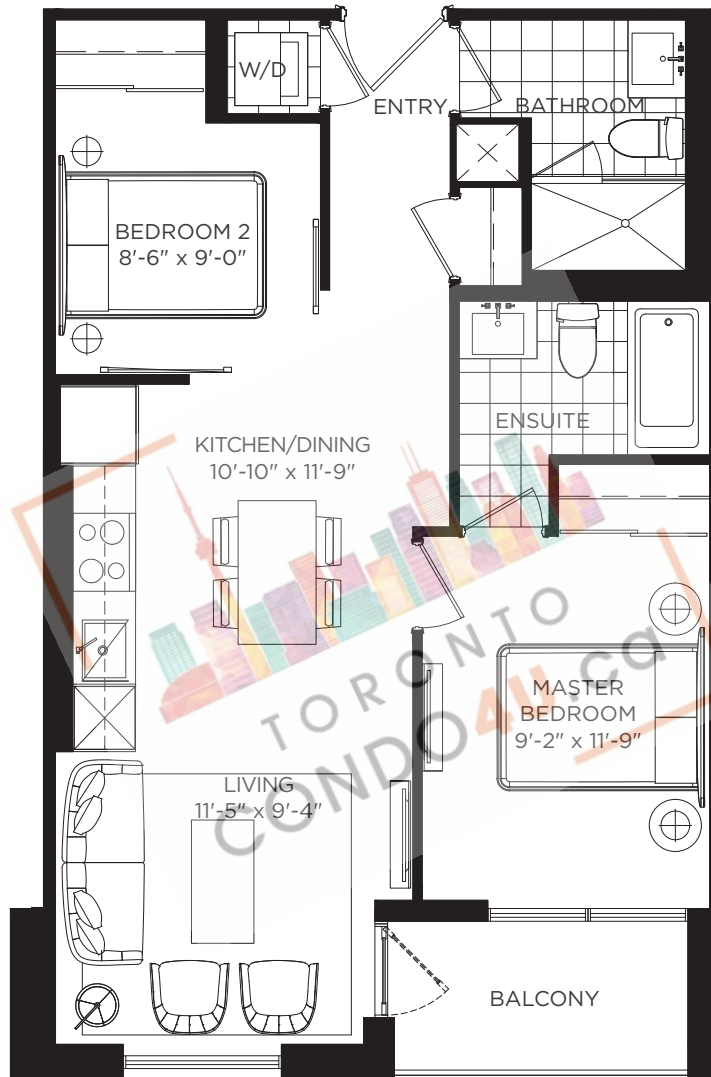 W/D
ENTRY
BATHROOM
BEDROOM 2
8'-6" x 9'-0"
ENSUITE
KITCHEN/DINING
10'-10" x 11'-9"
TORONTO
CONDO4U.ca
MASTER
BEDROOM
9'-2" x 11'-9"
LIVING
11'-5" x 9'-4"
BALCONY